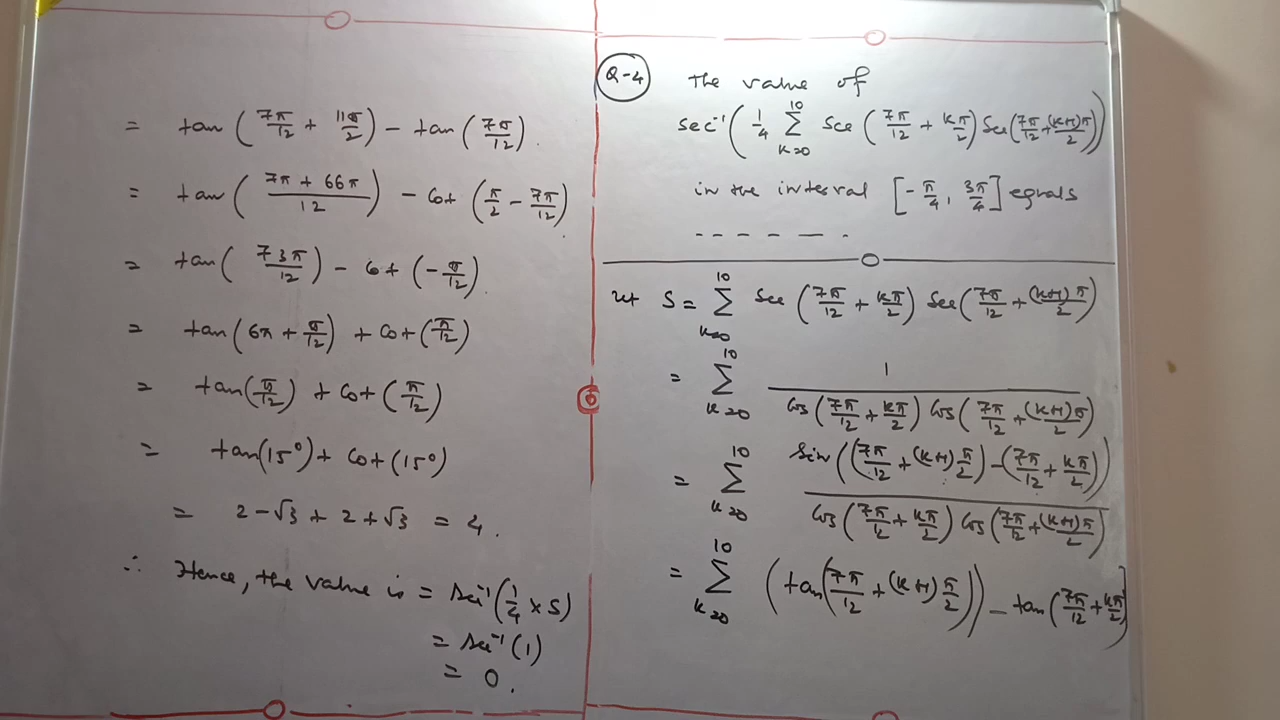 Q-4 The value of
sec⁻¹( 1/4 ∑_{k=0}^{10} sec( 7π/12 + kπ/2 ) sec( 7π/12 + (k+1)π/2 ) )
in the interval [ -π/4, 3π/4 ] equals
- - - - - - .
Let S = ∑_{k=0}^{10} sec( 7π/12 + kπ/2 ) sec( 7π/12 + (k+1)π/2 )
= ∑_{k=0}^{10} 1 / cos( 7π/12 + kπ/2 ) cos( 7π/12 + (k+1)π/2 )
= ∑_{k=0}^{10} sin( ( 7π/12 + (k+1)π/2 ) - ( 7π/12 + kπ/2 ) ) / cos( 7π/12 + kπ/2 ) cos( 7π/12 + (k+1)π/2 )
= ∑_{k=0}^{10} ( tan( 7π/12 + (k+1)π/2 ) ) - tan( 7π/12 + kπ/2 )
= tan( 7π/12 + 11π/2 ) - tan( 7π/12 ).
= tan( 7π + 66π / 12 ) - cot( π/2 - 7π/12 )
= tan( 73π/12 ) - cot( -π/12 ).
= tan( 6π + π/12 ) + cot( π/12 )
= tan( π/12 ) + cot( π/12 )
= tan(15°) + cot(15°)
= 2 - √3 + 2 + √3 = 4.
∴ Hence, the value is = sec⁻¹( 1/4 × S )
= sec⁻¹(1)
= 0.